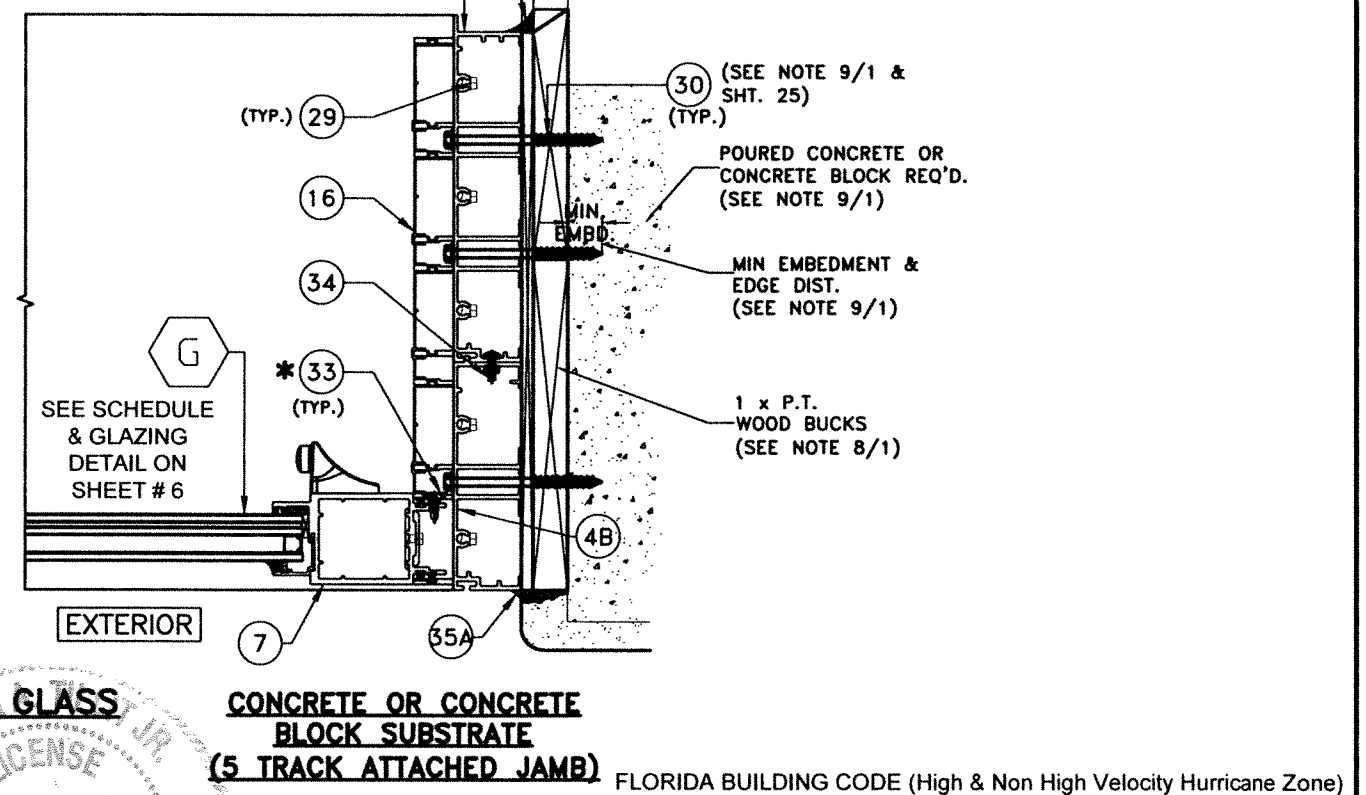 30
(SEE NOTE 9/1 &
SHT. 25)
(TYP.)
(TYP.) 29
POURED CONCRETE OR
CONCRETE BLOCK REQ'D.
(SEE NOTE 9/1)
16
MIN.
EMBD.
MIN EMBEDMENT &
EDGE DIST.
(SEE NOTE 9/1)
34
G
SEE SCHEDULE
& GLAZING
DETAIL ON
SHEET # 6
* 33
(TYP.)
1 x P.T.
WOOD BUCKS
(SEE NOTE 8/1)
4B
EXTERIOR
7
35A
GLASS
CONCRETE OR CONCRETE
BLOCK SUBSTRATE
(5 TRACK ATTACHED JAMB)
JR.
FLORIDA BUILDING CODE (High & Non High Velocity Hurricane Zone)